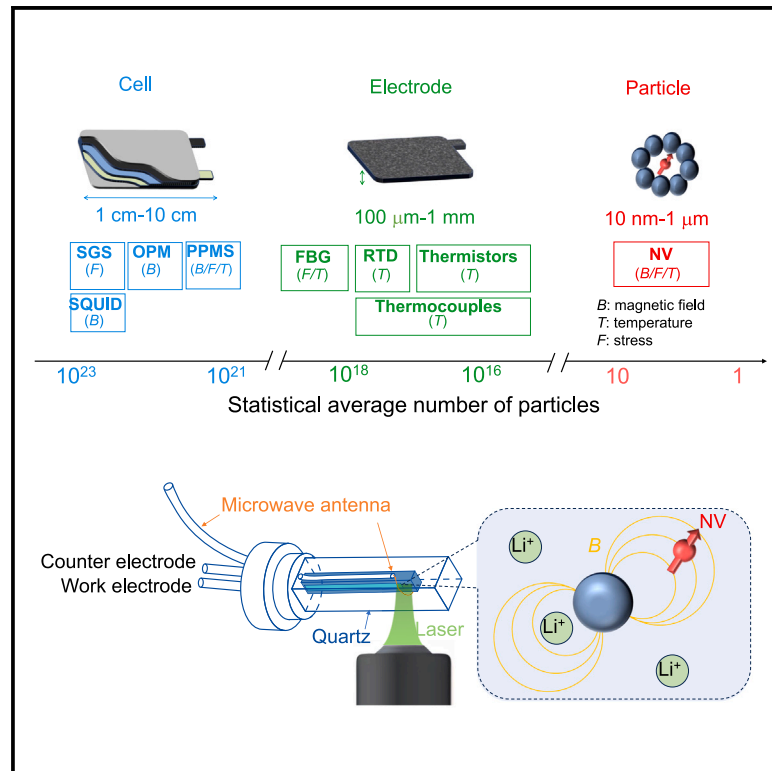 Cell
Electrode
Particle
1 cm-10 cm
100 μm-1 mm
10 nm-1 μm
SGS
(F)
OPM
(B)
PPMS
(B/F/T)
FBG
(F/T)
RTD
(T)
Thermistors
(T)
NV
(B/F/T)
SQUID
(B)
Thermocouples
(T)
B: magnetic field
T: temperature
F: stress
10²³
10²¹
10¹⁸
10¹⁶
10
1
Statistical average number of particles
Microwave antenna
Counter electrode
Work electrode
Quartz
Laser
Li⁺
B
NV
Li⁺
Li⁺